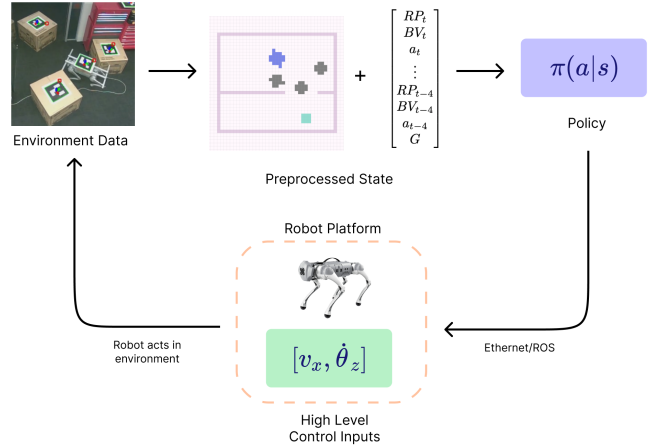 RP_t
BV_t
a_t
⋮
RP_{t-4}
BV_{t-4}
a_{t-4}
G
+
π(a|s)
Environment Data
Policy
Preprocessed State
Robot Platform
[v_x, θ̇_z]
Robot acts in
environment
Ethernet/ROS
High Level
Control Inputs